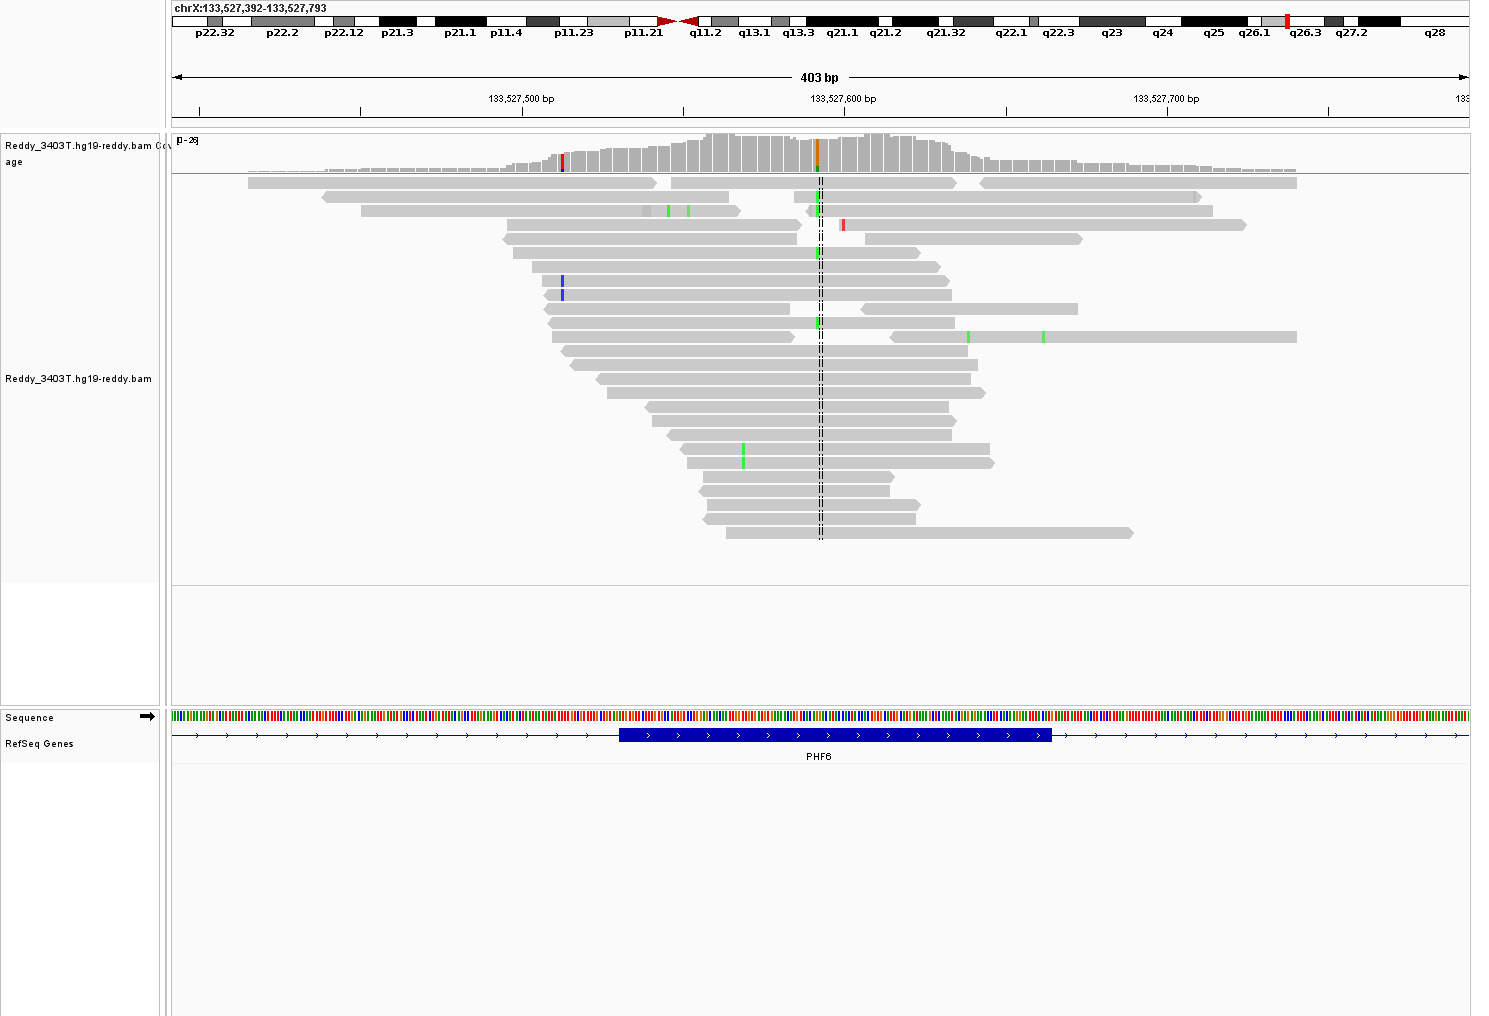 chrX:133,527,392-133,527,793
p22.32 p22.2 p22.12 p21.3 p21.1 p11.4 p11.23 p11.21 q11.2 q13.1 q13.3 q21.1 q21.2 q21.32 q22.1 q22.3 q23 q24 q25 q26.1 q26.3 q27.2 q28
403 bp
133,527,500 bp 133,527,600 bp 133,527,700 bp 133
[0-26]
Reddy_3403T.hg19-reddy.bam Cov
age
Reddy_3403T.hg19-reddy.bam
Sequence
RefSeq Genes
PHF6